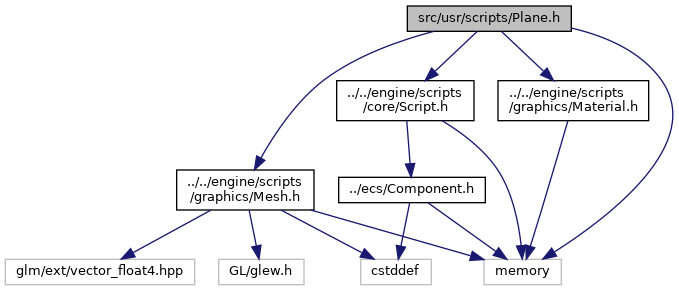 src/usr/scripts/Plane.h
../../engine/scripts
/core/Script.h
../../engine/scripts
/graphics/Material.h
../../engine/scripts
/graphics/Mesh.h
../ecs/Component.h
glm/ext/vector_float4.hpp
GL/glew.h
cstddef
memory